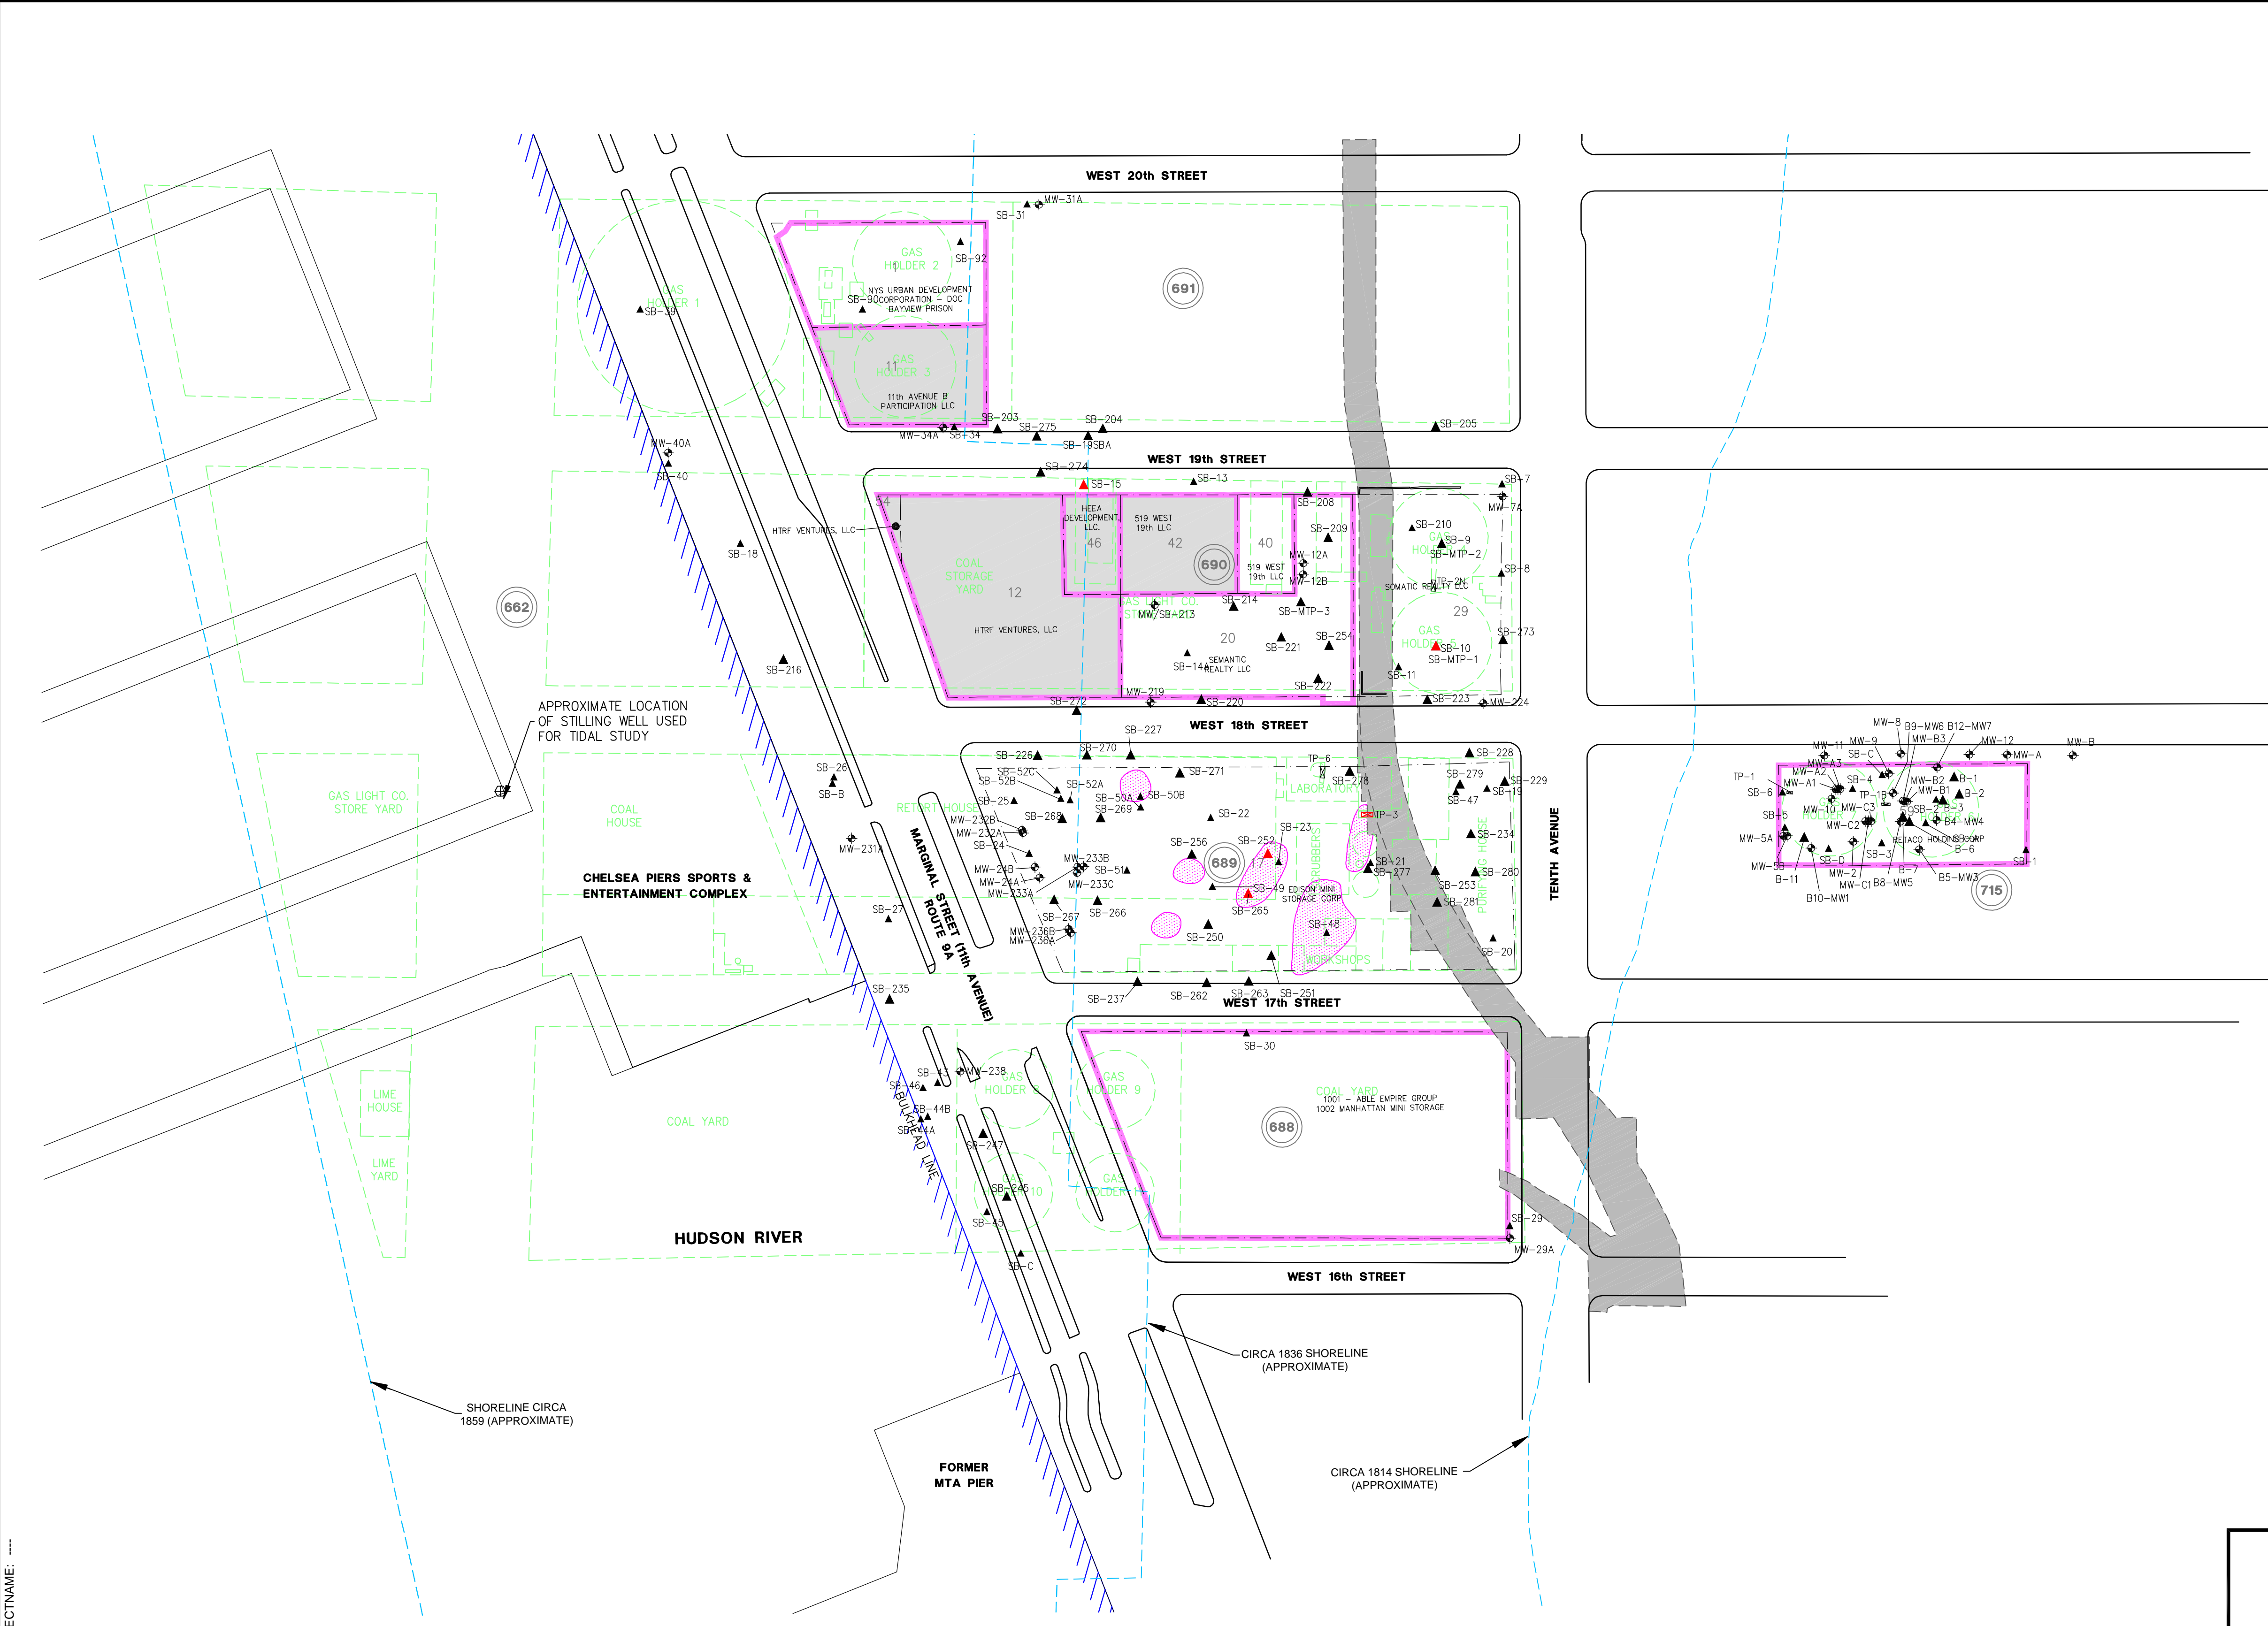 WEST 20th STREET
MW-31A
SB-31
SB-92
GAS
HOLDER 2
1
NYS URBAN DEVELOPMENT
CORPORATION - DOC
BAYVIEW PRISON
SB-90
691
GAS
HOLDER 1
SB-39
11
GAS
HOLDER 3
11th AVENUE B
PARTICIPATION LLC
SB-203
SB-275
SB-204
SB-205
MW-34A
SB-34
SB-19SBA
MW-40A
SB-40
WEST 19th STREET
SB-274
SB-15
SB-13
SB-208
SB-7
MW-7A
54
HTRF VENTURES, LLC
HEEA
DEVELOPMENT,
LLC.
46
519 WEST
19th LLC
42
690
40
519 WEST
19th LLC
SB-209
MW-12A
MW-12B
SB-210
SB-9
SB-MTP-2
TP-2N
SB-8
SOMATIC REALTY LLC
29
SB-18
COAL
STORAGE
YARD
12
HTRF VENTURES, LLC
MW/SB-213
SB-214
SB-MTP-3
20
SB-221
SB-254
SB-14A
SEMANTIC
REALTY LLC
SB-222
GAS
HOLDER 5
SB-10
SB-MTP-1
SB-11
SB-273
SB-223
MW-224
662
SB-216
SB-272
MW-219
SB-220
WEST 18th STREET
APPROXIMATE LOCATION
OF STILLING WELL USED
FOR TIDAL STUDY
GAS LIGHT CO.
STORE YARD
COAL
HOUSE
SB-26
SB-B
MW-231A
RETORT HOUSE
SB-226
SB-270
SB-227
SB-52C
SB-52B
SB-52A
SB-25
SB-50A
SB-50B
SB-269
SB-268
SB-271
SB-22
TP-6
LABORATORY
SB-278
TP-3
SB-228
SB-279
SB-229
SB-47
SB-19
SB-234
MW-232B
MW-232A
SB-24
MW-24B
MW-24A
MW-233B
MW-233C
MW-233A
SB-51
SB-256
SB-252
SB-23
689
SB-49
EDISON MINI
STORAGE CORP
SB-265
SB-21
SB-277
SB-253
SB-280
SB-281
PURIFYING HOUSE
SB-20
SB-267
SB-266
MW-236B
MW-236A
SB-250
SB-48
WORKSHOPS
SB-237
SB-262
SB-263
SB-251
WEST 17th STREET
CHELSEA PIERS SPORTS &
ENTERTAINMENT COMPLEX
SB-27
SB-235
MARGINAL STREET (11th AVENUE)
ROUTE 9A
TENTH AVENUE
MW-8
B9-MW6
B12-MW7
MW-9
MW-B3
MW-12
MW-A
MW-B
MW-11
MW-A3
MW-A2
MW-A1
SB-C
SB-4
TP-1
SB-6
MW-10
TP-1B
MW-B2
MW-B1
B-1
B-2
B-3
SB-2
MW-C3
MW-C2
B4-MW4
SB-5
MW-5A
MW-5B
B-11
SB-D
MW-2
SB-3
MW-C1
RETACO HOLDING CORP
B-7
B8-MW5
B-6
B5-MW3
B10-MW1
SB-1
715
SB-30
COAL YARD
1001 - ABLE EMPIRE GROUP
1002 MANHATTAN MINI STORAGE
688
SB-29
MW-29A
WEST 16th STREET
SB-43
MW-238
SB-46
SB-44B
SB-44A
SB-247
GAS
HOLDER 9
SB-245
SB-45
SB-C
BULKHEAD LINE
LIME
HOUSE
LIME
YARD
COAL YARD
HUDSON RIVER
CIRCA 1836 SHORELINE
(APPROXIMATE)
SHORELINE CIRCA
1859 (APPROXIMATE)
FORMER
MTA PIER
CIRCA 1814 SHORELINE
(APPROXIMATE)
ECTNAME: ----